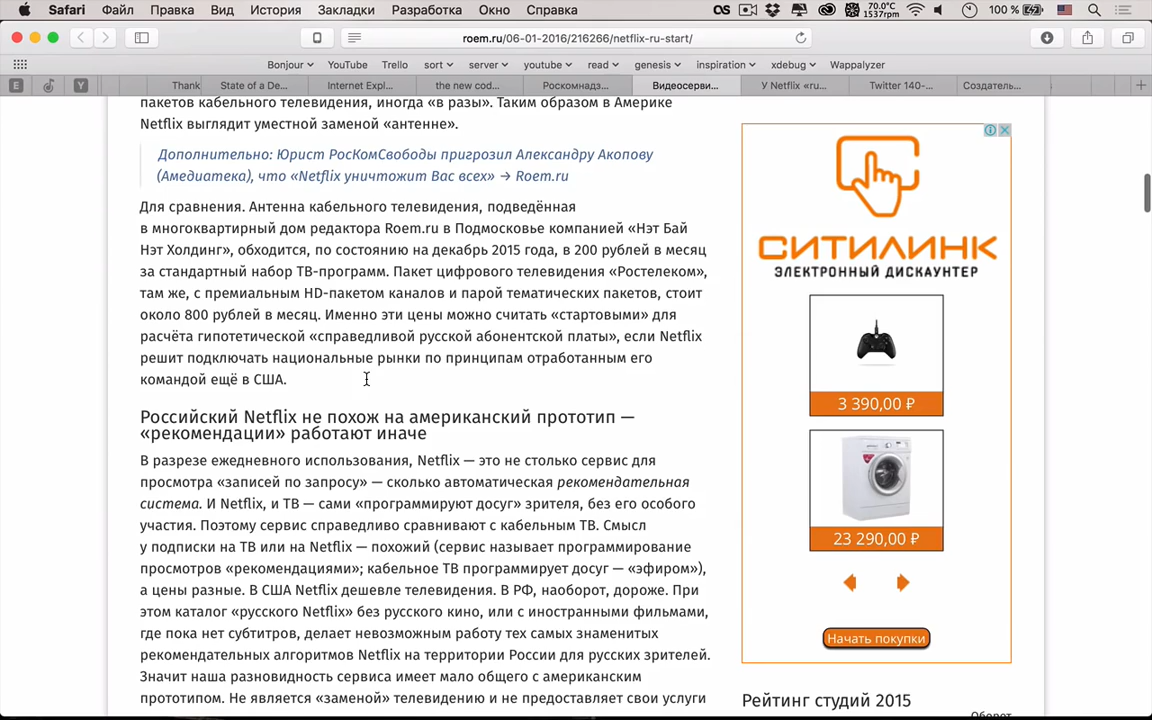 Safari Файл Правка Вид История Закладки Разработка Окно Справка 70.0°C 1537rpm 100 %
roem.ru/06-01-2016/216266/netflix-ru-start/
Bonjour YouTube Trello sort server youtube read genesis inspiration xdebug Wappalyzer
E Y Thank State of a De... Internet Expl... the new cod... Роскомнадз... Видеосерви... У Netflix «ru... Twitter 140-... Создатель...
пакетов кабельного телевидения, иногда «в разы». Таким образом в Америке
Netflix выглядит уместной заменой «антенне».
Дополнительно: Юрист РосКомСвободы пригрозил Александру Акопову
(Амедиатека), что «Netflix уничтожит Вас всех» → Roem.ru
Для сравнения. Антенна кабельного телевидения, подведённая
в многоквартирный дом редактора Roem.ru в Подмосковье компанией «Нэт Бай
Нэт Холдинг», обходится, по состоянию на декабрь 2015 года, в 200 рублей в месяц
за стандартный набор ТВ-программ. Пакет цифрового телевидения «Ростелеком»,
там же, с премиальным HD-пакетом каналов и парой тематических пакетов, стоит
около 800 рублей в месяц. Именно эти цены можно считать «стартовыми» для
расчёта гипотетической «справедливой русской абонентской платы», если Netflix
решит подключать национальные рынки по принципам отработанным его
командой ещё в США.
Российский Netflix не похож на американский прототип —
«рекомендации» работают иначе
В разрезе ежедневного использования, Netflix — это не столько сервис для
просмотра «записей по запросу» — сколько автоматическая рекомендательная
система. И Netflix, и ТВ — сами «программируют досуг» зрителя, без его особого
участия. Поэтому сервис справедливо сравнивают с кабельным ТВ. Смысл
у подписки на ТВ или на Netflix — похожий (сервис называет программирование
просмотров «рекомендациями»; кабельное ТВ программирует досуг — «эфиром»),
а цены разные. В США Netflix дешевле телевидения. В РФ, наоборот, дороже. При
этом каталог «русского Netflix» без русского кино, или с иностранными фильмами,
где пока нет субтитров, делает невозможным работу тех самых знаменитых
рекомендательных алгоритмов Netflix на территории России для русских зрителей.
Значит наша разновидность сервиса имеет мало общего с американским
прототипом. Не является «заменой» телевидению и не предоставляет свои услуги
СИТИЛИНК
ЭЛЕКТРОННЫЙ ДИСКАУНТЕР
3 390,00 ₽
23 290,00 ₽
Начать покупки
Рейтинг студий 2015
Оборот